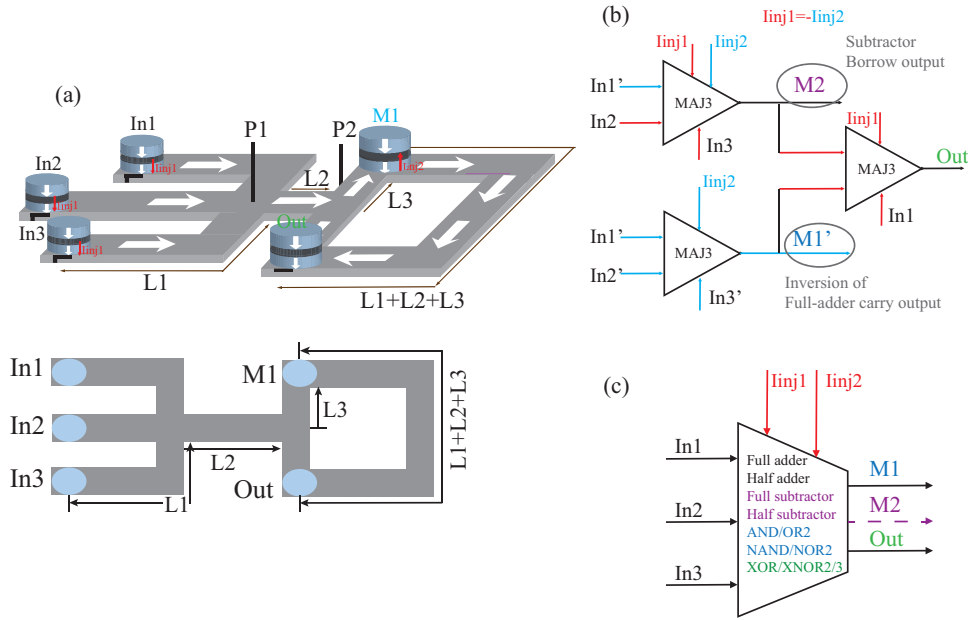 (a)
In1
In2
In3
Iinj1
Iinj1
Iinj1
P1
P2
M1
Iinj2
L2
L3
Out
L1
L1+L2+L3
In1
In2
In3
M1
L3
L2
L1
Out
L1+L2+L3
(b)
Iinj1=-Iinj2
Subtractor
Borrow output
Iinj1
Iinj2
In1’
In2
MAJ3
In3
M2
Iinj1
MAJ3
Out
In1
Iinj2
In1’
In2’
MAJ3
In3’
M1’
Inversion of
Full-adder carry output
(c)
Iinj1
Iinj2
In1
In2
In3
Full adder
Half adder
Full subtractor
Half subtractor
AND/OR2
NAND/NOR2
XOR/XNOR2/3
M1
M2
Out